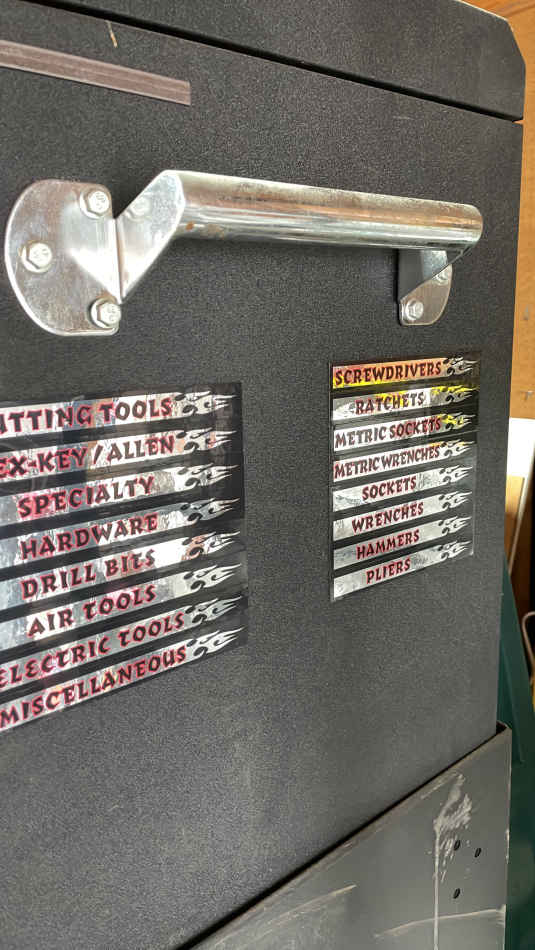 UTTING TOOLS
EX-KEY/ALLEN
SPECIALTY
HARDWARE
DRILL BITS
AIR TOOLS
ELECTRIC TOOLS
MISCELLANEOUS
SCREWDRIVERS
RATCHETS
METRIC SOCKETS
METRIC WRENCHES
SOCKETS
WRENCHES
HAMMERS
PLIERS